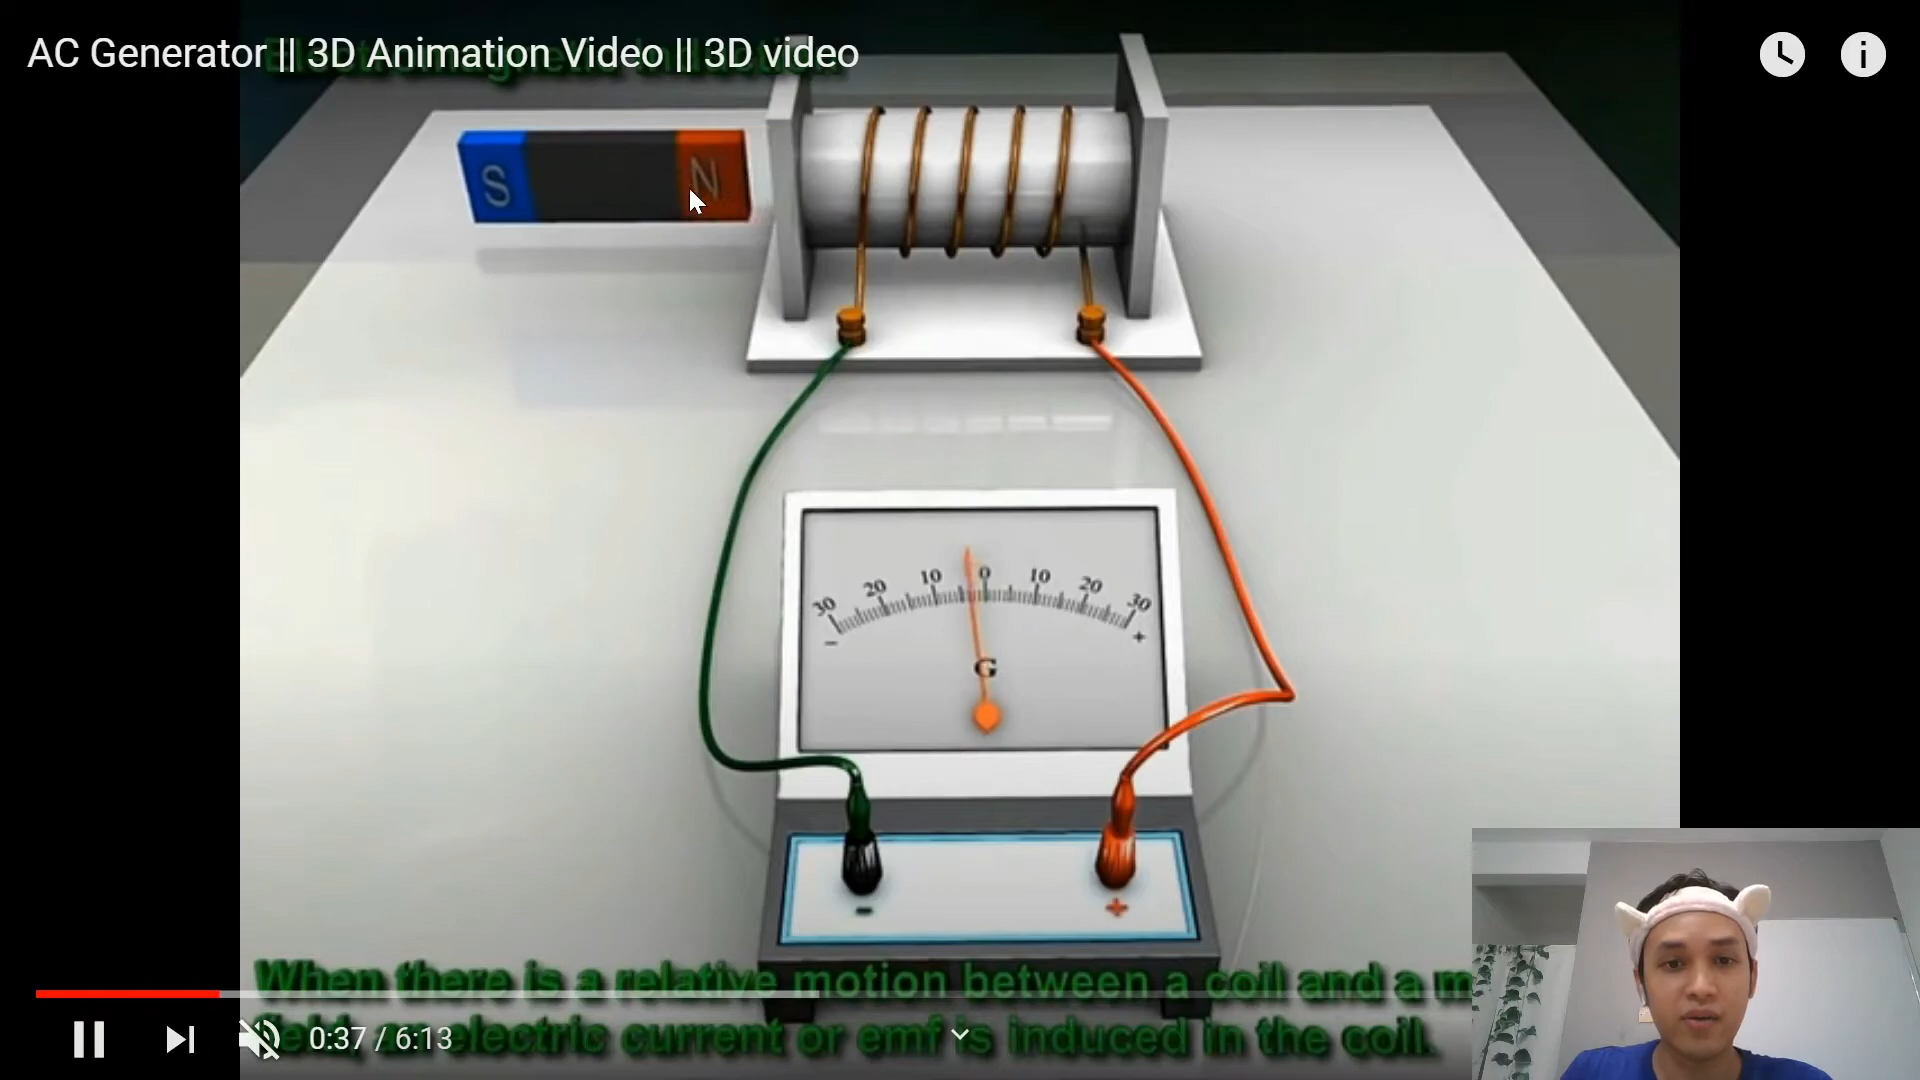 AC Generator || 3D Animation Video || 3D video
S
N
30 20 10 0 10 20 30
- +
G
- +
When there is a relative motion between a coil and a m
electric current or emf is induced in the coil.
0:37 / 6:13